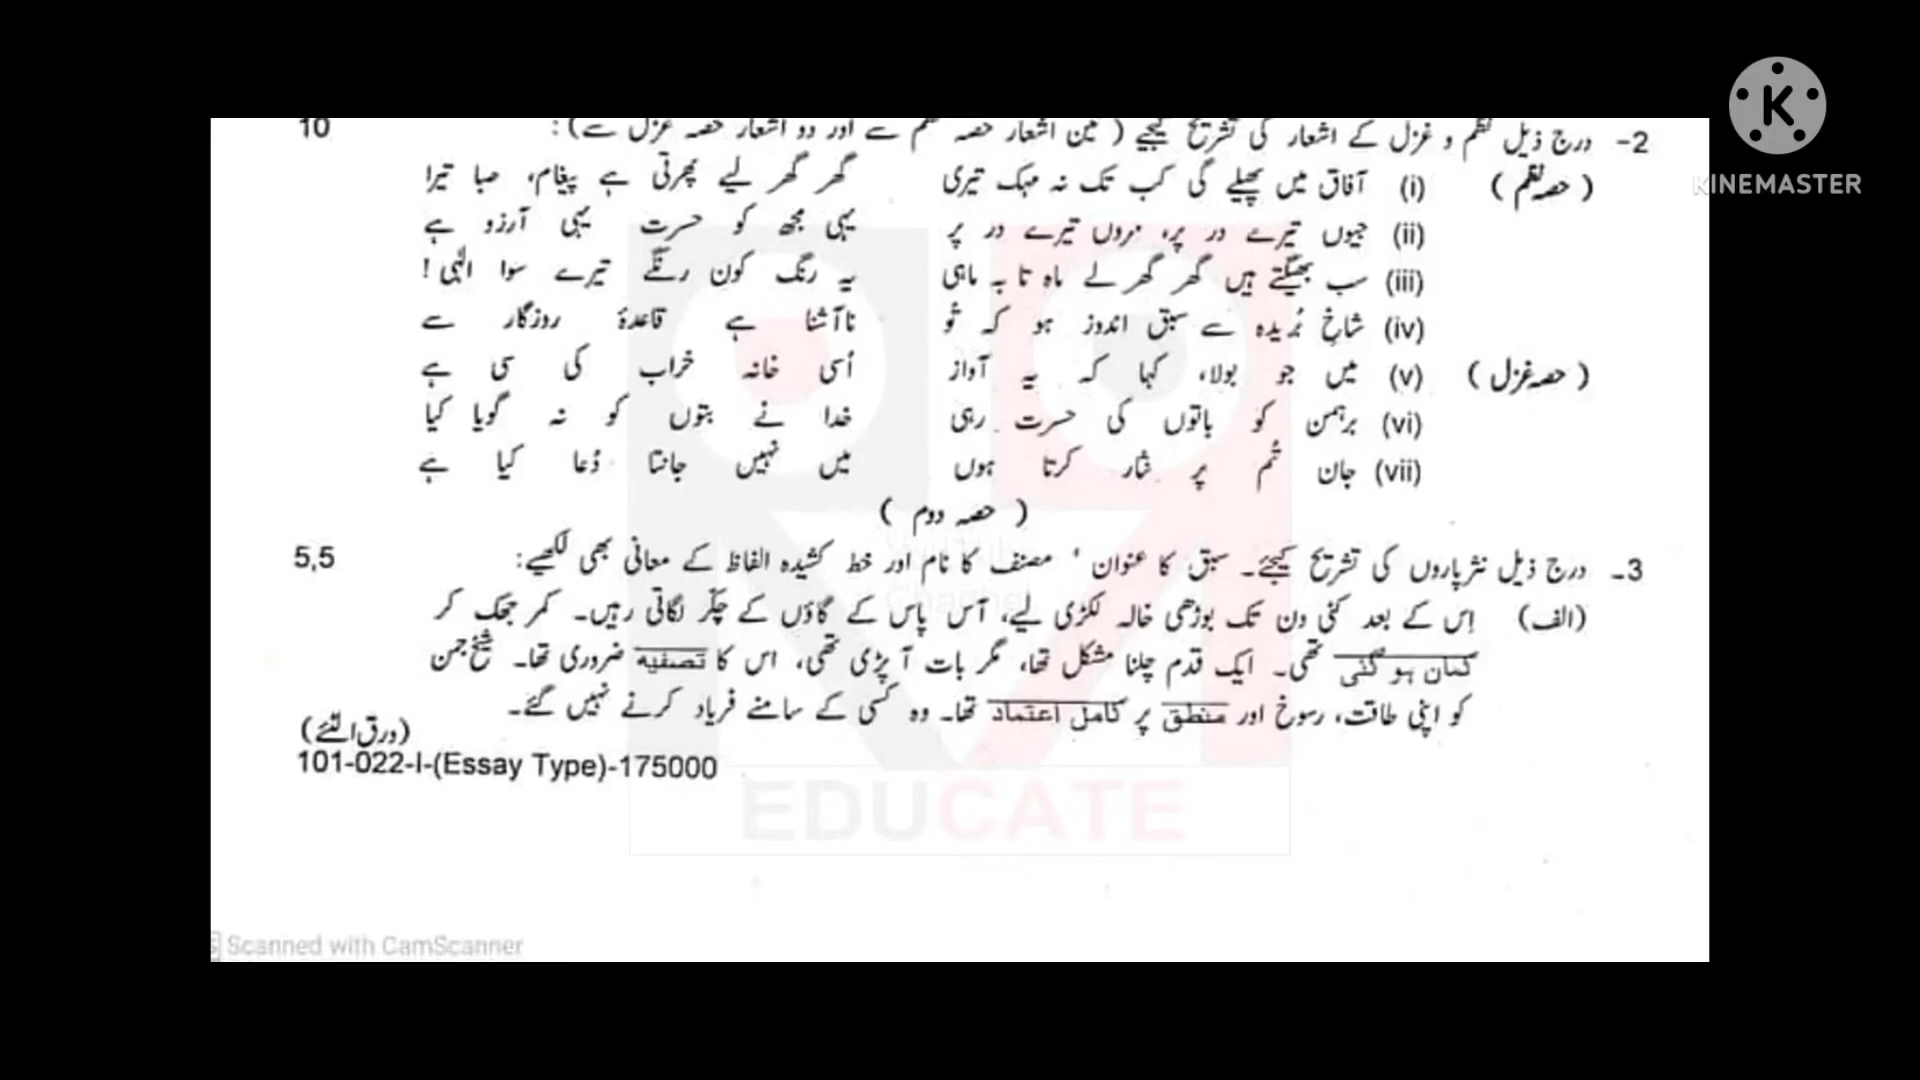 KINEMASTER
2- درج ذیل نظم و غزل کے اشعار کی تشریح کیجیے ( تین اشعار حصہ نظم سے اور دو اشعار حصہ غزل سے ) : 10
( حصہ نظم ) (i) آفاق میں پھیلے گی کب تک نہ مہک تیری گھر گھر لیے پھرتی ہے پیغام، صبا تیرا
(ii) جیوں تیرے در پر، مروں تیرے در پر یہی مجھ کو حسرت یہی آرزو ہے
(iii) سب بھیگتے ہیں گھر گھر لے ماہ تا بہ ماہی یہ رنگ کون رنگے تیرے سوا الٰہی !
(iv) شاخِ بُریدہ سے سبق اندوز ہو کہ تُو ناآشنا ہے قاعدۂ روزگار سے
( حصہ غزل ) (v) میں جو بولا، کہا کہ یہ آواز اُسی خانہ خراب کی سی ہے
(vi) برہمن کو باتوں کی حسرت رہی خدا نے بتوں کو نہ گویا کیا
(vii) جان تُم پر نثار کرتا ہوں میں نہیں جانتا دُعا کیا ہے
( حصہ دوم )
3- درج ذیل نثرپاروں کی تشریح کیجئے۔ سبق کا عنوان ' مصنف کا نام اور خط کشیدہ الفاظ کے معانی بھی لکھیے : 5,5
(الف) اِس کے بعد کئی دن تک بوڑھی خالہ لکڑی لیے، آس پاس کے گاؤں کے چکّر لگاتی رہیں۔ کمر جھک کر
کمان ہو گئی تھی۔ ایک قدم چلنا مشکل تھا، مگر بات آ پڑی تھی، اس کا تصفیہ ضروری تھا۔ شیخ جمن
کو اپنی طاقت، رسوخ اور منطق پر کامل اعتماد تھا۔ وہ کسی کے سامنے فریاد کرنے نہیں گئے۔
(ورق الٹئے)
101-022-I-(Essay Type)-175000
EDUCATE
Scanned with CamScanner